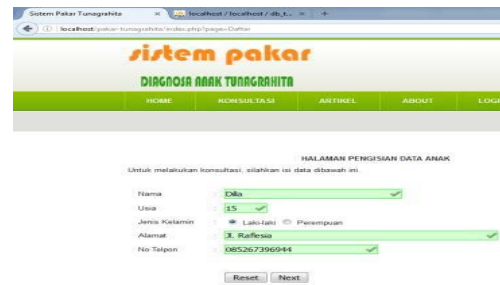 Sistem Pakar Tunagrahita
localhost / localhost / db_t...
localhost/pakar-tunagrahita/index.php?page=Daftar
sistem pakar
DIAGNOSA ANAK TUNAGRAHITA
HOME KONSULTASI ARTIKEL ABOUT LOGI
HALAMAN PENGISIAN DATA ANAK
Untuk melakukan konsultasi, silahkan isi data dibawah ini.
Nama : Dilla
Usia : 15
Jenis Kelamin : Laki-laki Perempuan
Alamat : Jl. Raflesia
No Telpon : 085267396944
Reset Next